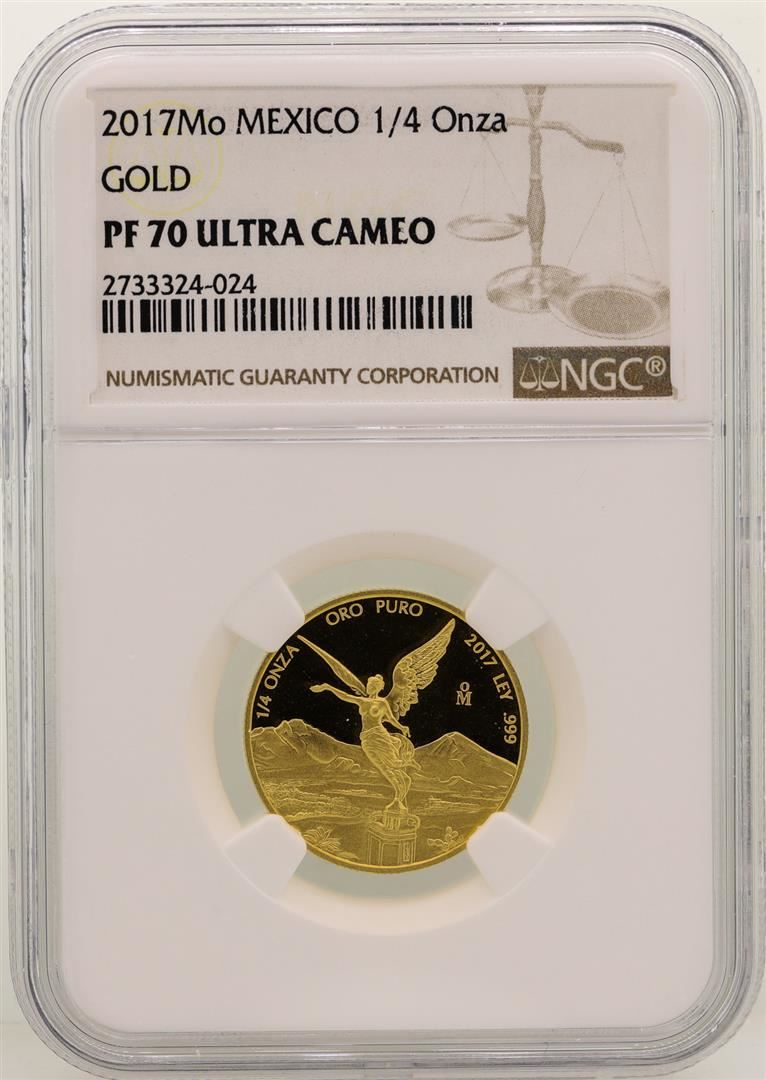 2017Mo MEXICO 1/4 Onza
GOLD
PF 70 ULTRA CAMEO
2733324-024
NUMISMATIC GUARANTY CORPORATION NGC®
1/4 ONZA ORO PURO 2017 LEY .999
oM